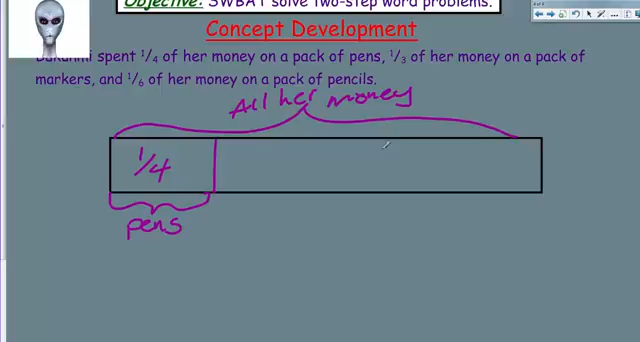 Objective: SWBAT solve two-step word problems.
Concept Development
spent 1/4 of her money on a pack of pens, 1/3 of her money on a pack of
markers, and 1/6 of her money on a pack of pencils.
All her money
1/4
pens